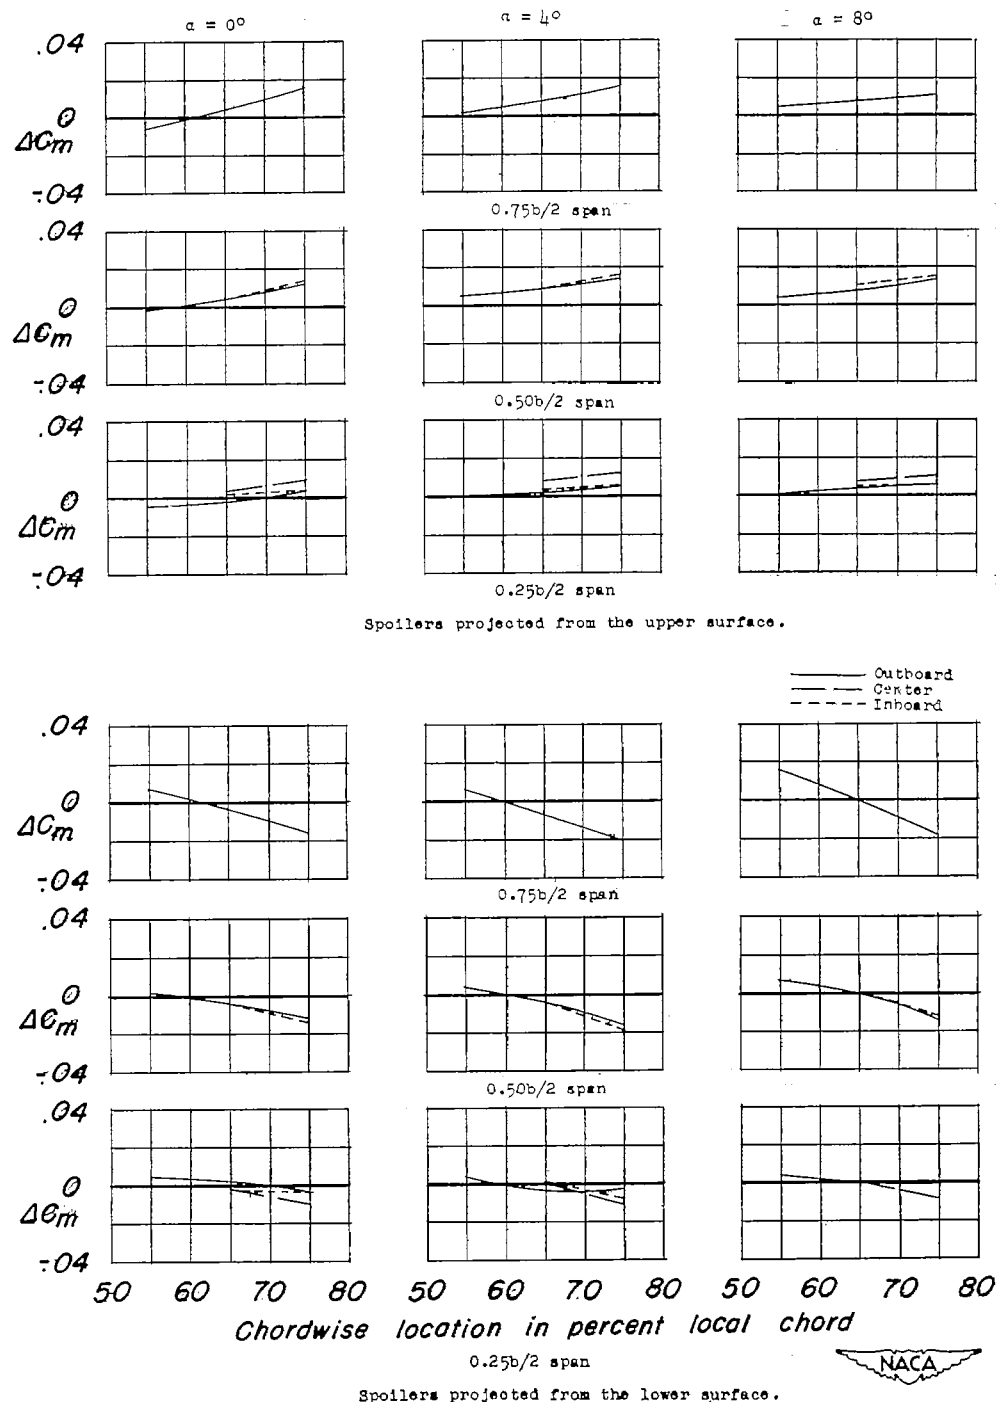 α = 0° α = 4° α = 8°
.04
0
ΔCm
-.04
0.75b/2 span
.04
0
ΔCm
-.04
0.50b/2 span
.04
0
ΔCm
-.04
0.25b/2 span
Spoilers projected from the upper surface.
Outboard
Center
Inboard
.04
0
ΔCm
-.04
0.75b/2 span
.04
0
ΔCm
-.04
0.50b/2 span
.04
0
ΔCm
-.04
50 60 70 80 50 60 70 80 50 60 70 80
Chordwise location in percent local chord
0.25b/2 span
NACA
Spoilers projected from the lower surface.